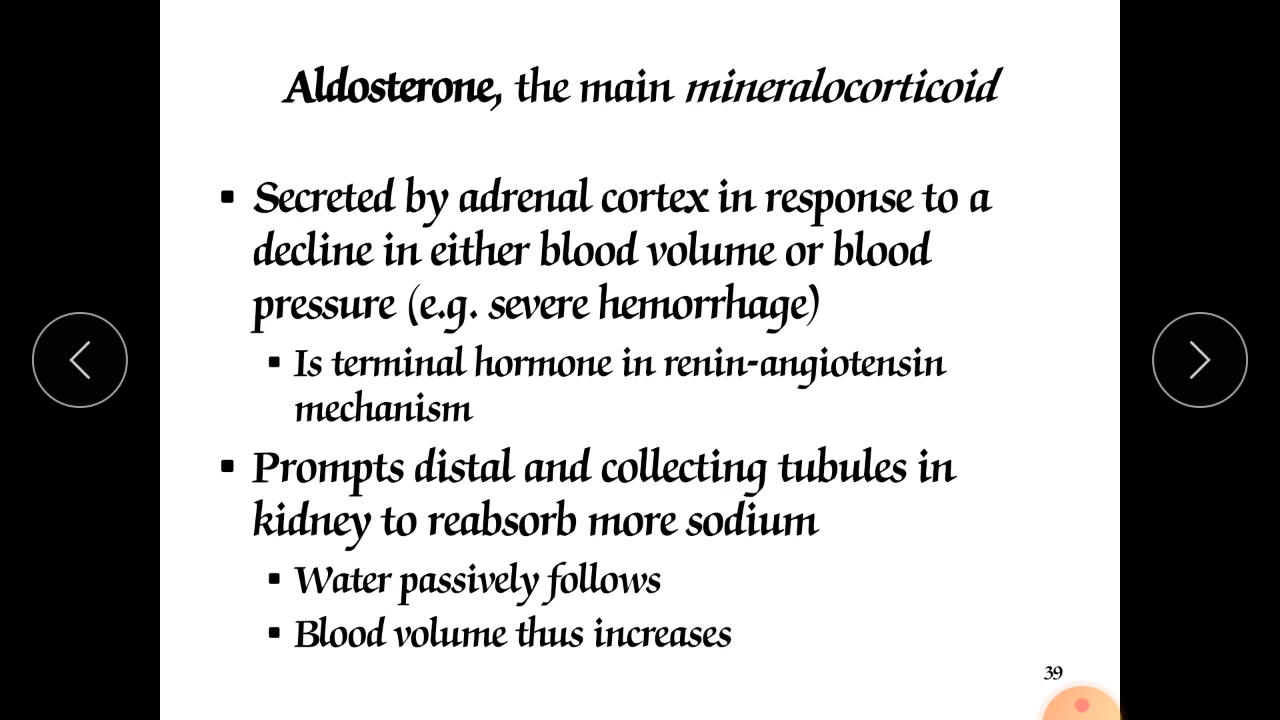 Aldosterone, the main mineralocorticoid
▪ Secreted by adrenal cortex in response to a
decline in either blood volume or blood
pressure (e.g. severe hemorrhage)
▪ Is terminal hormone in renin-angiotensin
mechanism
▪ Prompts distal and collecting tubules in
kidney to reabsorb more sodium
▪ Water passively follows
▪ Blood volume thus increases
39